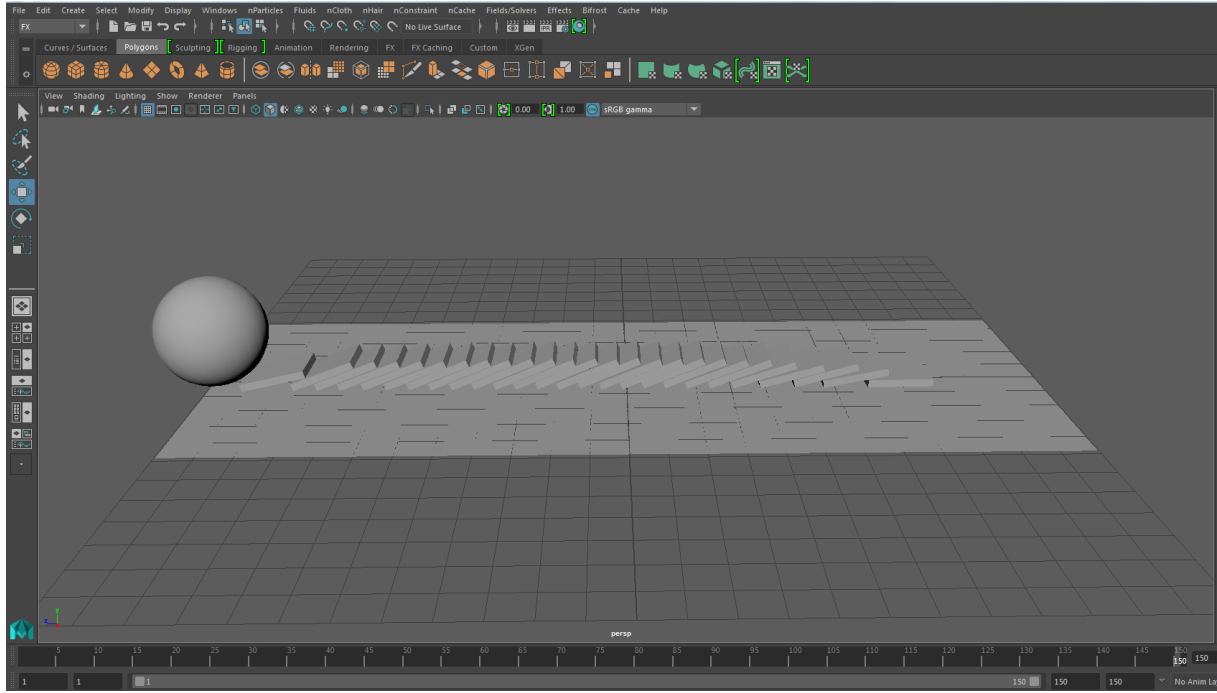 File Edit Create Select Modify Display Windows nParticles Fluids nCloth nHair nConstraint nCache Fields/Solvers Effects Bifrost Cache Help
FX No Live Surface IPR
Curves / Surfaces Polygons Sculpting Rigging Animation Rendering FX FX Caching Custom XGen
View Shading Lighting Show Renderer Panels
0.00 1.00 sRGB gamma
y
z
persp
5 10 15 20 25 30 35 40 45 50 55 60 65 70 75 80 85 90 95 100 105 110 115 120 125 130 135 140 145 150
150 150
1 1 1 150 150 150 No Anim La